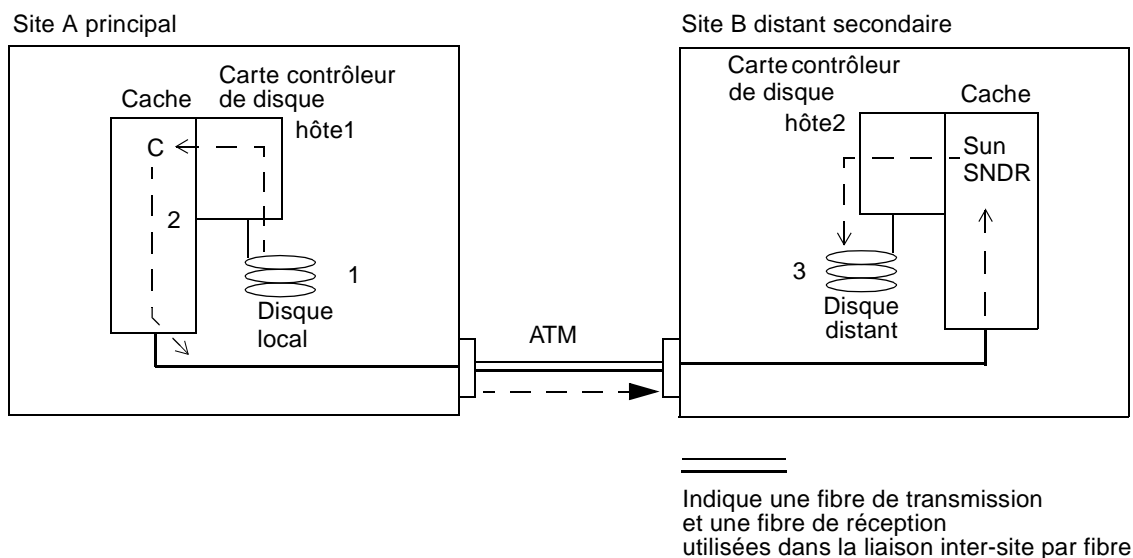 Site A principal
Site B distant secondaire
Carte contrôleur
de disque
Cache
hôte1
C
2
1
Disque
local
ATM
Carte contrôleur
de disque
Cache
hôte2
Sun
SNDR
3
Disque
distant
Indique une fibre de transmission
et une fibre de réception
utilisées dans la liaison inter-site par fibre